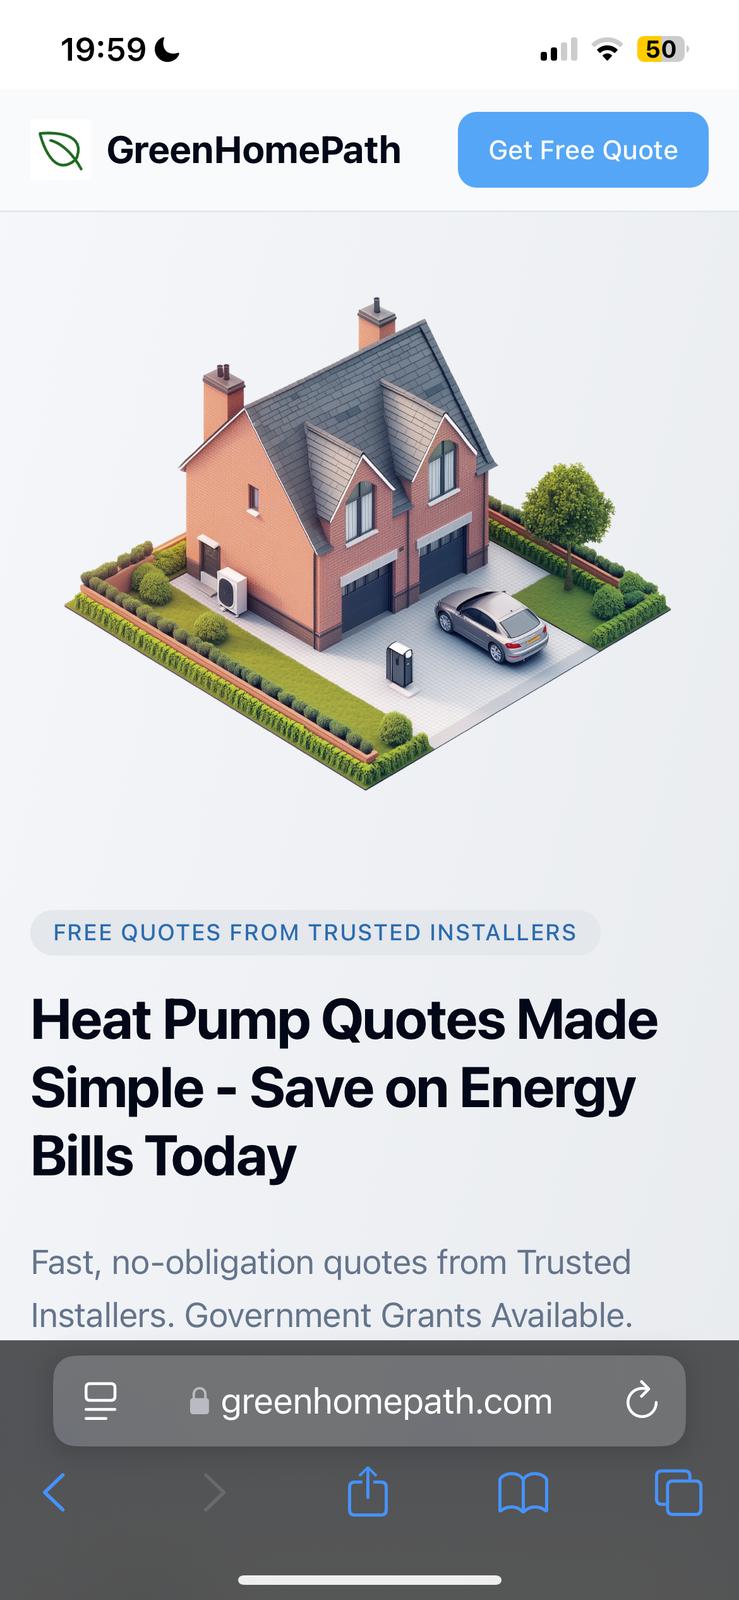 19:59
50
GreenHomePath
Get Free Quote
FREE QUOTES FROM TRUSTED INSTALLERS
Heat Pump Quotes Made
Simple - Save on Energy
Bills Today
Fast, no-obligation quotes from Trusted
Installers. Government Grants Available.
greenhomepath.com